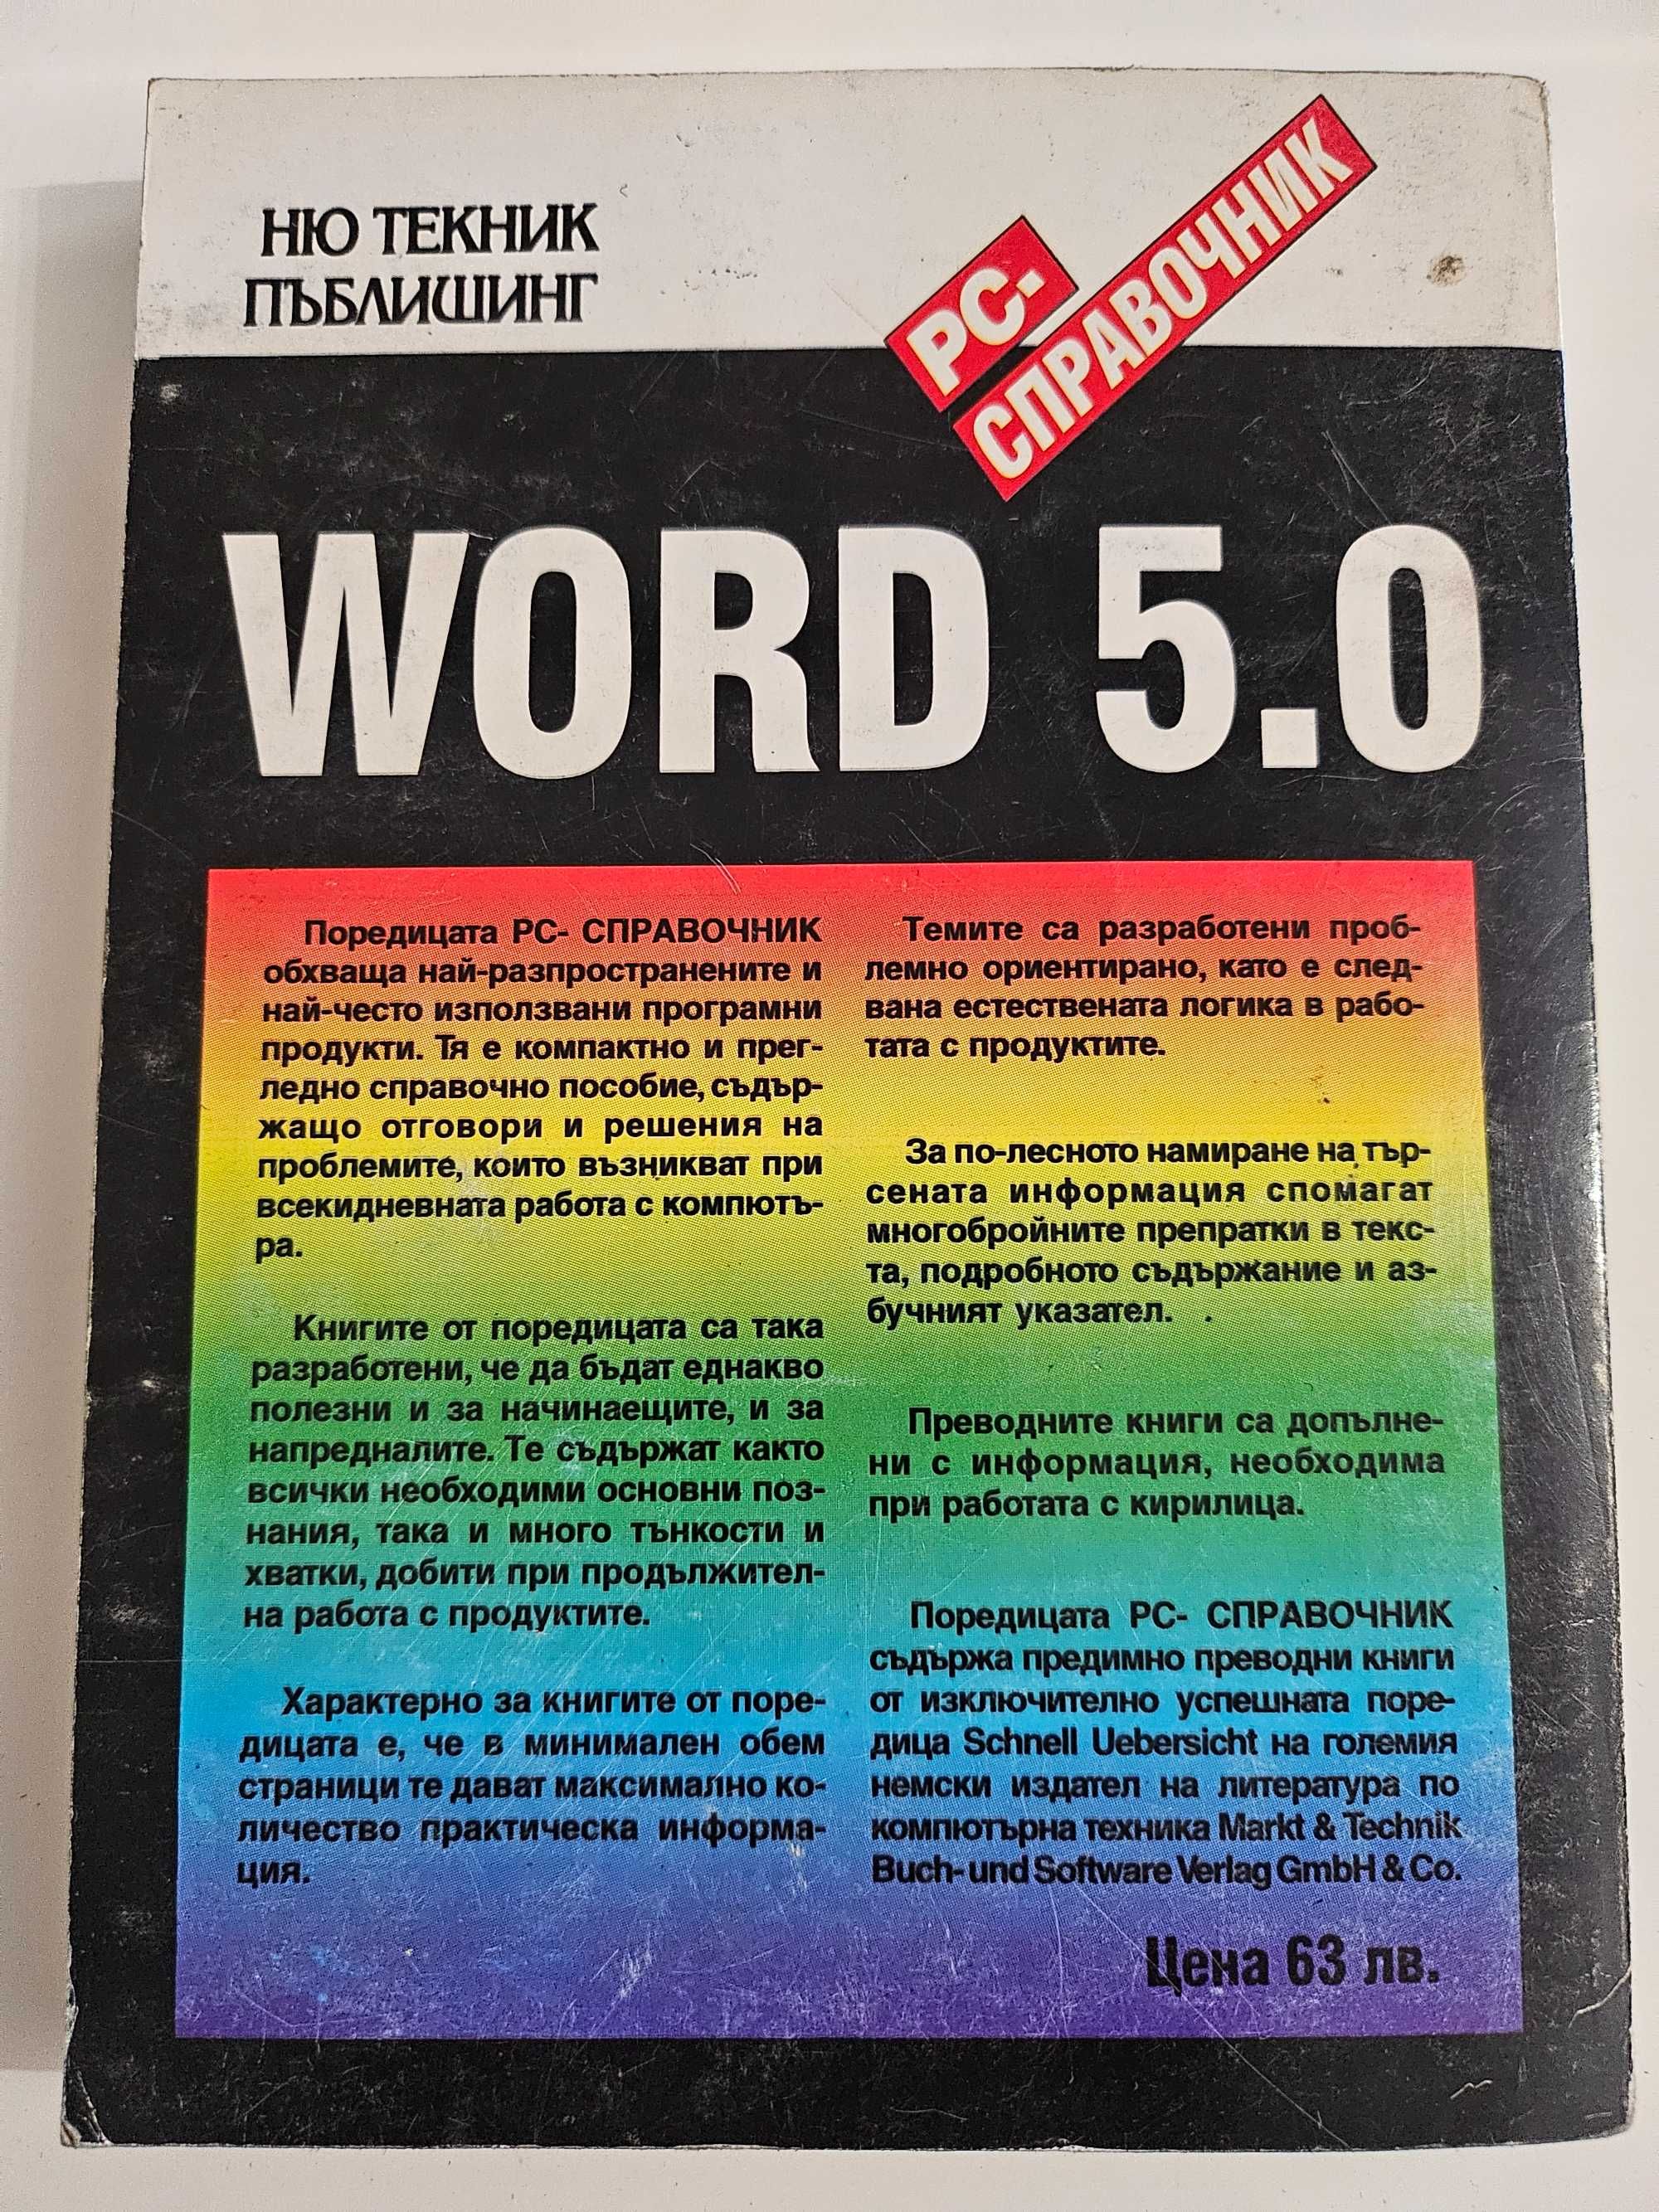 НЮ ТЕКНИК
ПЪБЛИШИНГ
PC-
СПРАВОЧНИК
WORD 5.0
Поредицата PC- СПРАВОЧНИК
обхваща най-разпространените и
най-често използвани програмни
продукти. Тя е компактно и прег-
ледно справочно пособие, съдър-
жащо отговори и решения на
проблемите, които възникват при
всекидневната работа с компютъ-
ра.
Книгите от поредицата са така
разработени, че да бъдат еднакво
полезни и за начинаещите, и за
напредналите. Те съдържат както
всички необходими основни поз-
нания, така и много тънкости и
хватки, добити при продължител-
на работа с продуктите.
Характерно за книгите от поре-
дицата е, че в минимален обем
страници те дават максимално ко-
личество практическа информа-
ция.
Темите са разработени проб-
лемно ориентирано, като е след-
вана естествената логика в рабо-
тата с продуктите.
За по-лесното намиране на тър-
сената информация спомагат
многобройните препратки в текс-
та, подробното съдържание и аз-
бучният указател.
Преводните книги са допълне-
ни с информация, необходима
при работата с кирилица.
Поредицата PC- СПРАВОЧНИК
съдържа предимно преводни книги
от изключително успешната поре-
дица Schnell Uebersicht на големия
немски издател на литература по
компютърна техника Markt & Technik
Buch- und Software Verlag GmbH & Co.
Цена 63 лв.